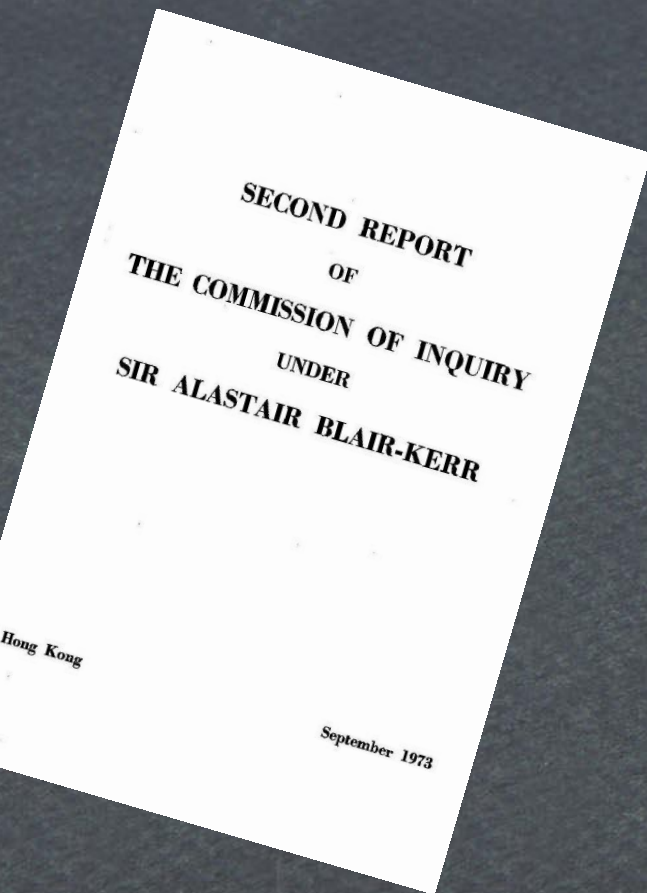 SECOND REPORT
OF
THE COMMISSION OF INQUIRY
UNDER
SIR ALASTAIR BLAIR-KERR
Hong Kong
September 1973